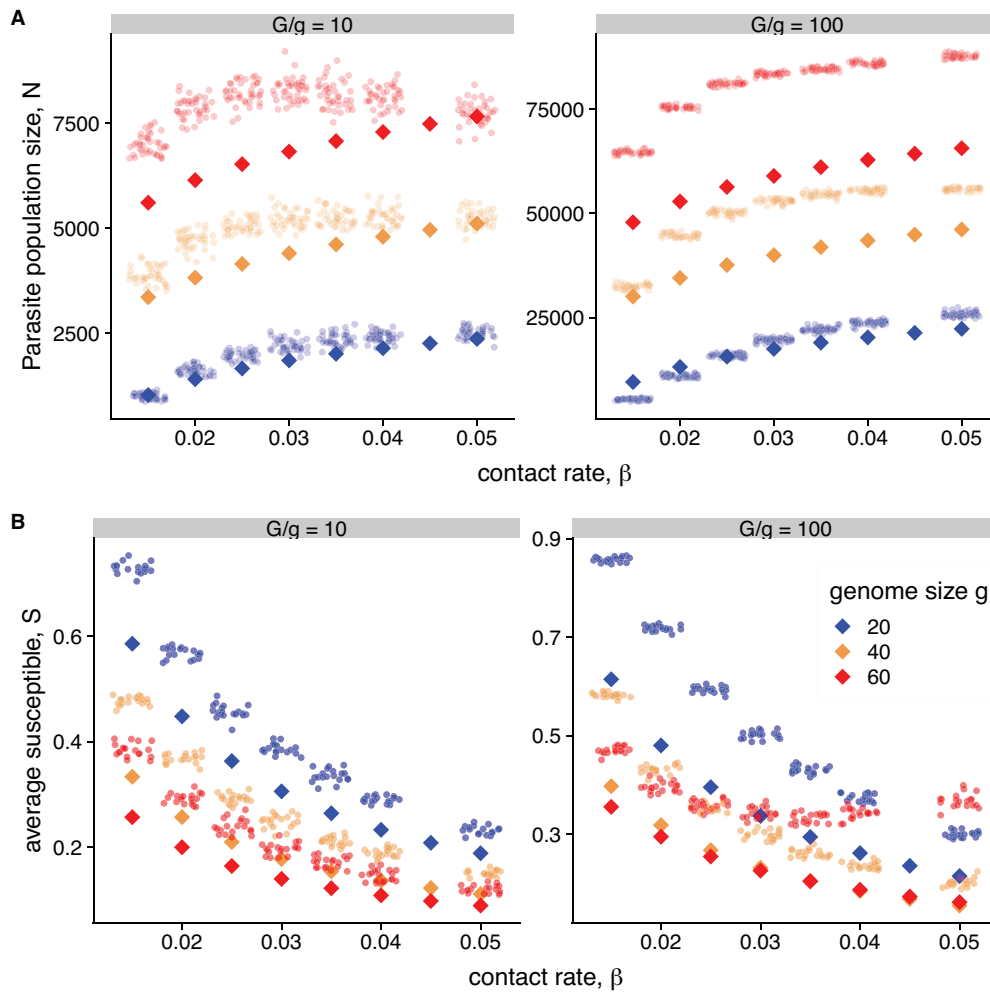 A
G/g = 10
G/g = 100
Parasite population size, N
7500
5000
2500
75000
50000
25000
0.02 0.03 0.04 0.05
0.02 0.03 0.04 0.05
contact rate, β
B
G/g = 10
G/g = 100
average susceptible, S
0.6
0.4
0.2
0.9
0.7
0.5
0.3
genome size g
20
40
60
0.02 0.03 0.04 0.05
0.02 0.03 0.04 0.05
contact rate, β